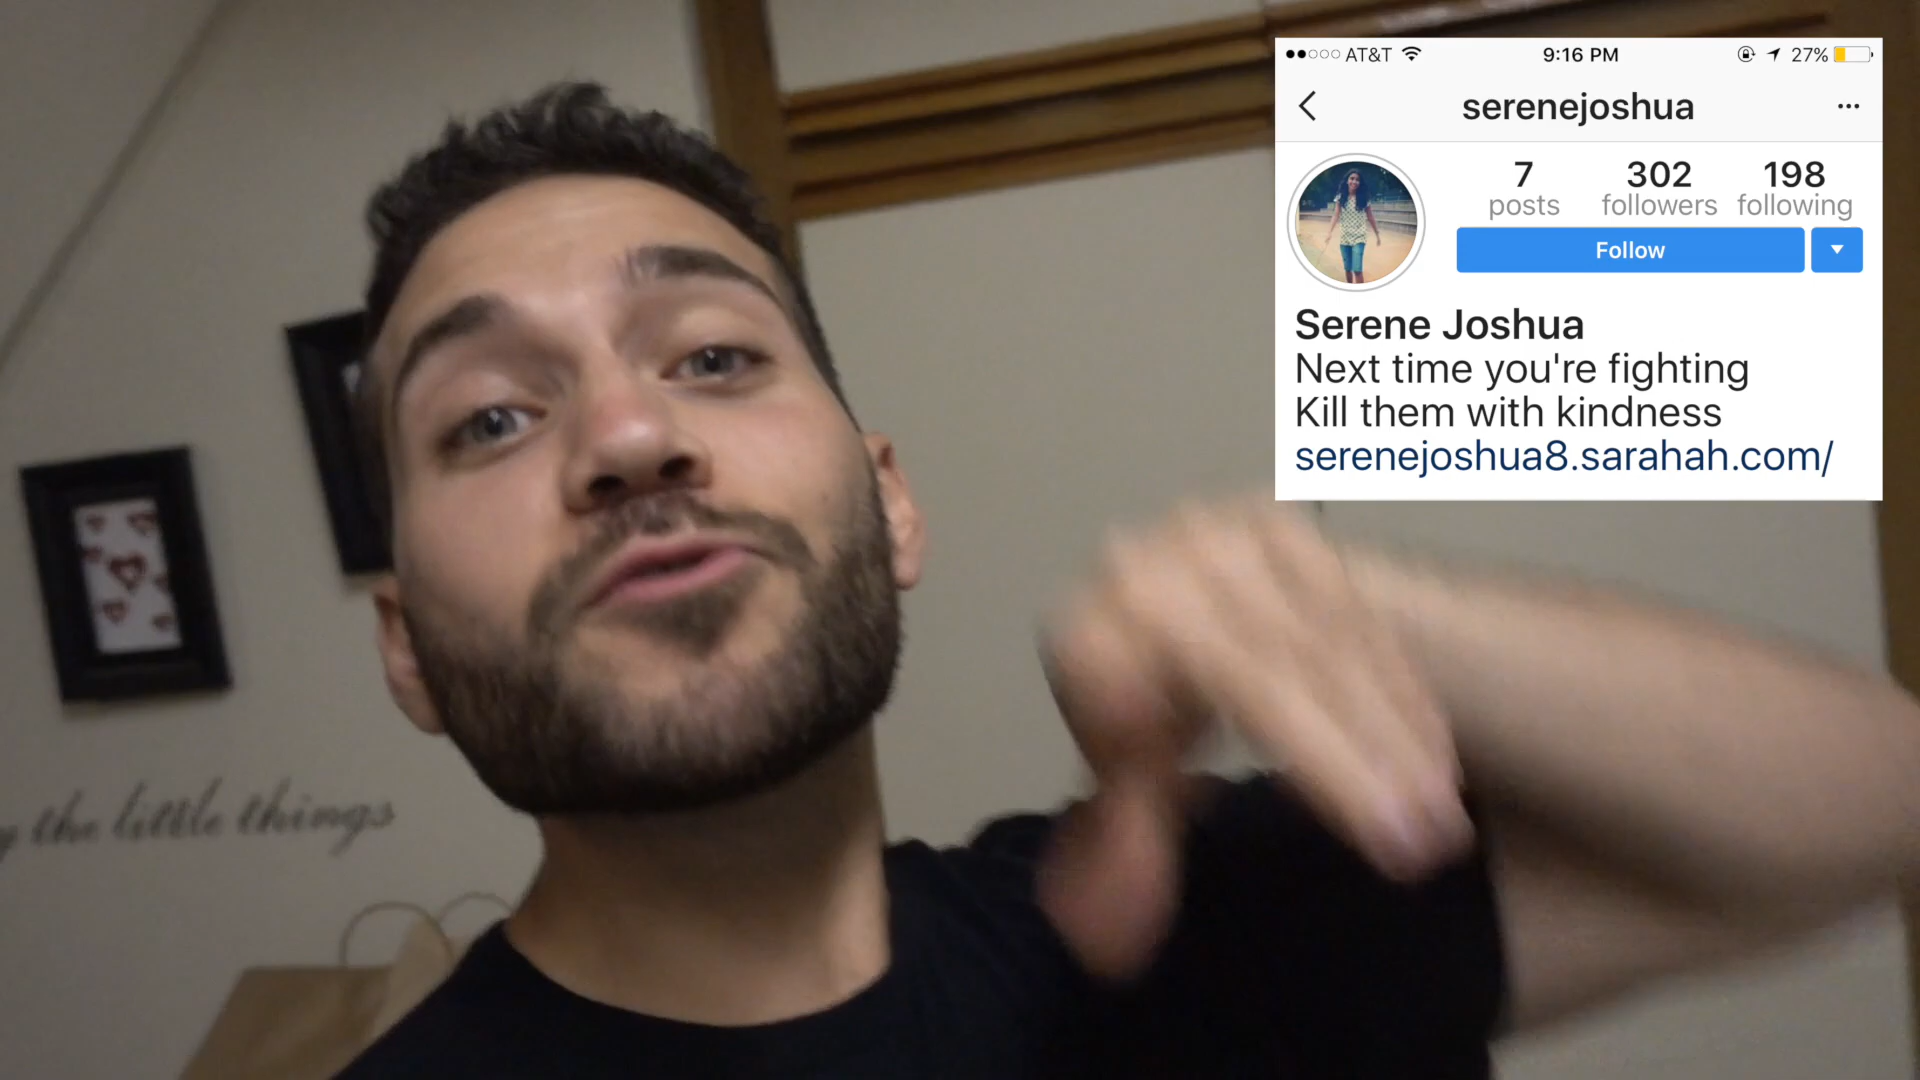 AT&T 9:16 PM 27%
serenejoshua
7 302 198
posts followers following
Follow
Serene Joshua
Next time you're fighting
Kill them with kindness
serenejoshua8.sarahah.com/
the little things